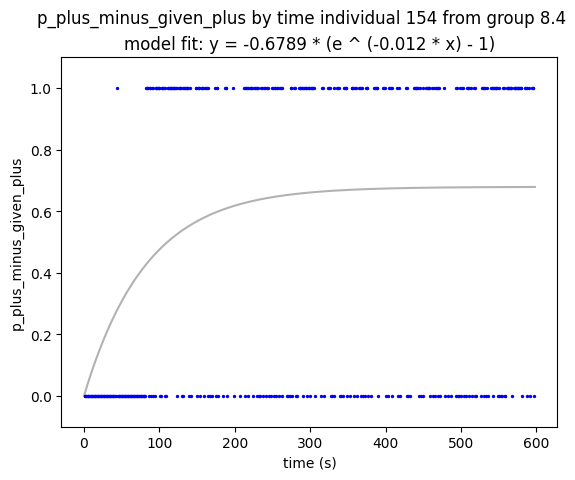 p_plus_minus_given_plus by time individual 154 from group 8.4
model fit: y = -0.6789 * (e ^ (-0.012 * x) - 1)
1.0
0.8
0.6
0.4
0.2
0.0
p_plus_minus_given_plus
0 100 200 300 400 500 600
time (s)